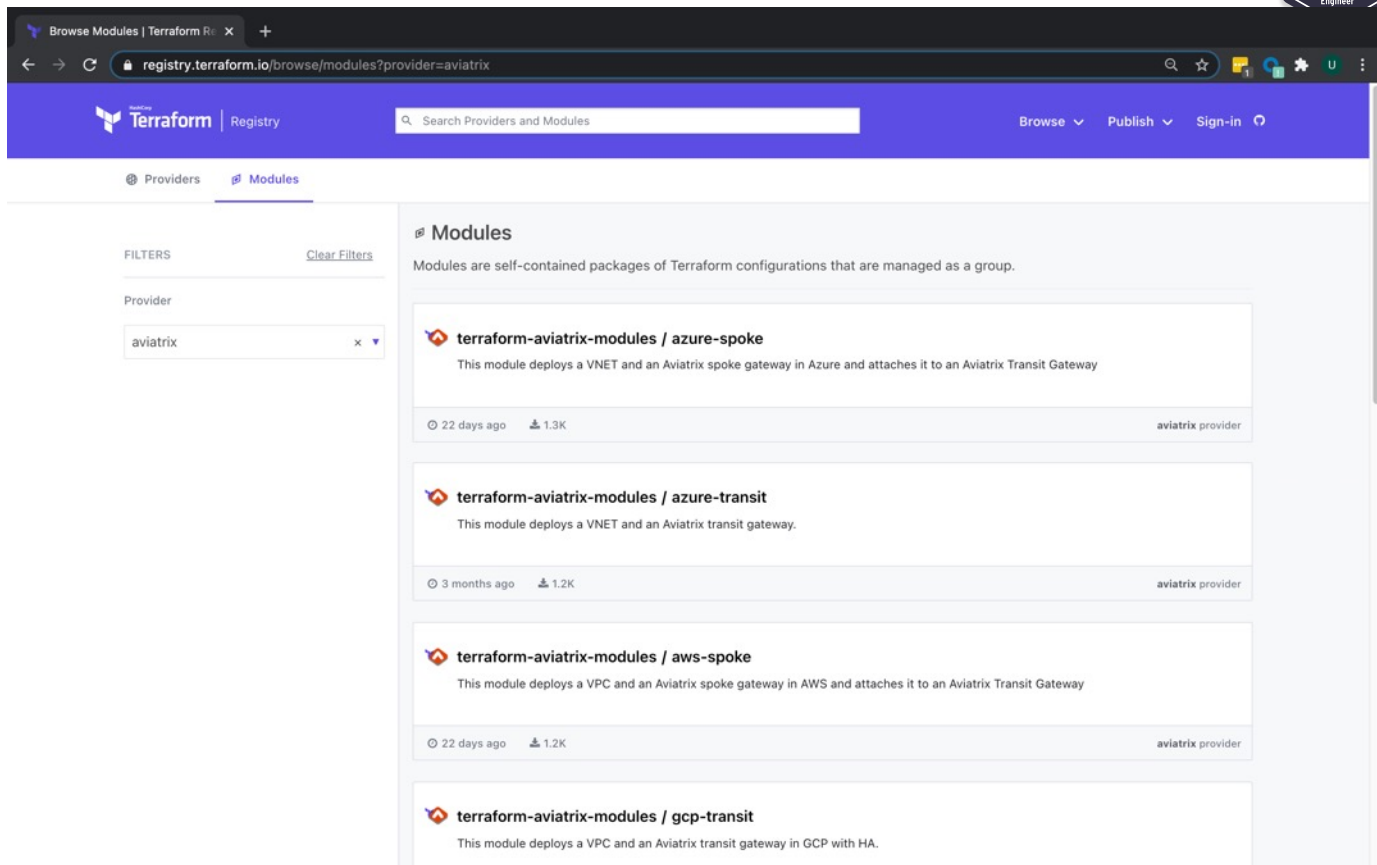 Engineer
Browse Modules | Terraform Re
registry.terraform.io/browse/modules?provider=aviatrix
1
1
U
HashiCorp
Terraform | Registry
Search Providers and Modules
Browse
Publish
Sign-in
Providers
Modules
FILTERS
Clear Filters
Provider
aviatrix
Modules
Modules are self-contained packages of Terraform configurations that are managed as a group.
terraform-aviatrix-modules / azure-spoke
This module deploys a VNET and an Aviatrix spoke gateway in Azure and attaches it to an Aviatrix Transit Gateway
22 days ago 1.3K aviatrix provider
terraform-aviatrix-modules / azure-transit
This module deploys a VNET and an Aviatrix transit gateway.
3 months ago 1.2K aviatrix provider
terraform-aviatrix-modules / aws-spoke
This module deploys a VPC and an Aviatrix spoke gateway in AWS and attaches it to an Aviatrix Transit Gateway
22 days ago 1.2K aviatrix provider
terraform-aviatrix-modules / gcp-transit
This module deploys a VPC and an Aviatrix transit gateway in GCP with HA.